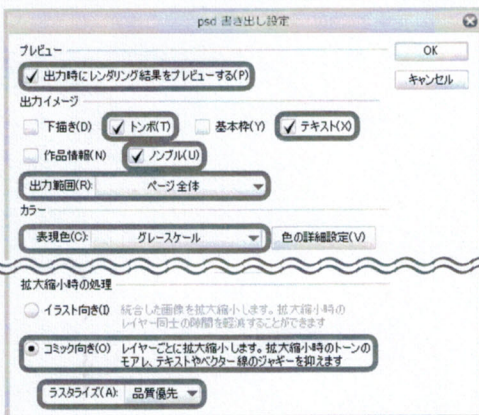 psd 書き出し設定
プレビュー
OK
出力時にレンダリング結果をプレビューする(P)
キャンセル
出力イメージ
下描き(D) トンボ(T) 基本枠(Y) テキスト(X)
作品情報(N) ノンブル(U)
出力範囲(R): ページ全体
カラー
表現色(C): グレースケール 色の詳細設定(V)
拡大縮小時の処理
イラスト向き(I) 統合した画像を拡大縮小します。拡大縮小時の
レイヤー同士の隙間を軽減することができます
コミック向き(O) レイヤーごとに拡大縮小します。拡大縮小時のトーンの
モアレ、テキストやベクター線のジャギーを抑えます
ラスタライズ(A): 品質優先